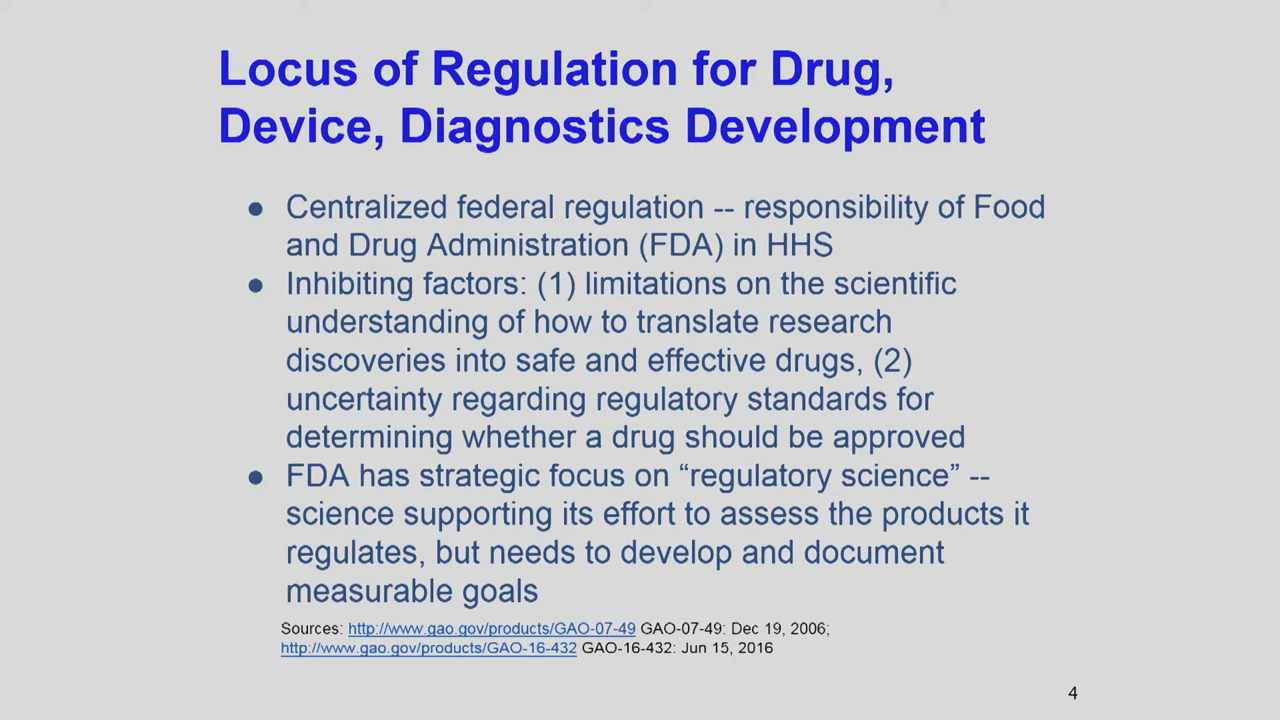 Locus of Regulation for Drug,
Device, Diagnostics Development
● Centralized federal regulation -- responsibility of Food
and Drug Administration (FDA) in HHS
● Inhibiting factors: (1) limitations on the scientific
understanding of how to translate research
discoveries into safe and effective drugs, (2)
uncertainty regarding regulatory standards for
determining whether a drug should be approved
● FDA has strategic focus on “regulatory science” --
science supporting its effort to assess the products it
regulates, but needs to develop and document
measurable goals
Sources: http://www.gao.gov/products/GAO-07-49 GAO-07-49: Dec 19, 2006;
http://www.gao.gov/products/GAO-16-432 GAO-16-432: Jun 15, 2016
4